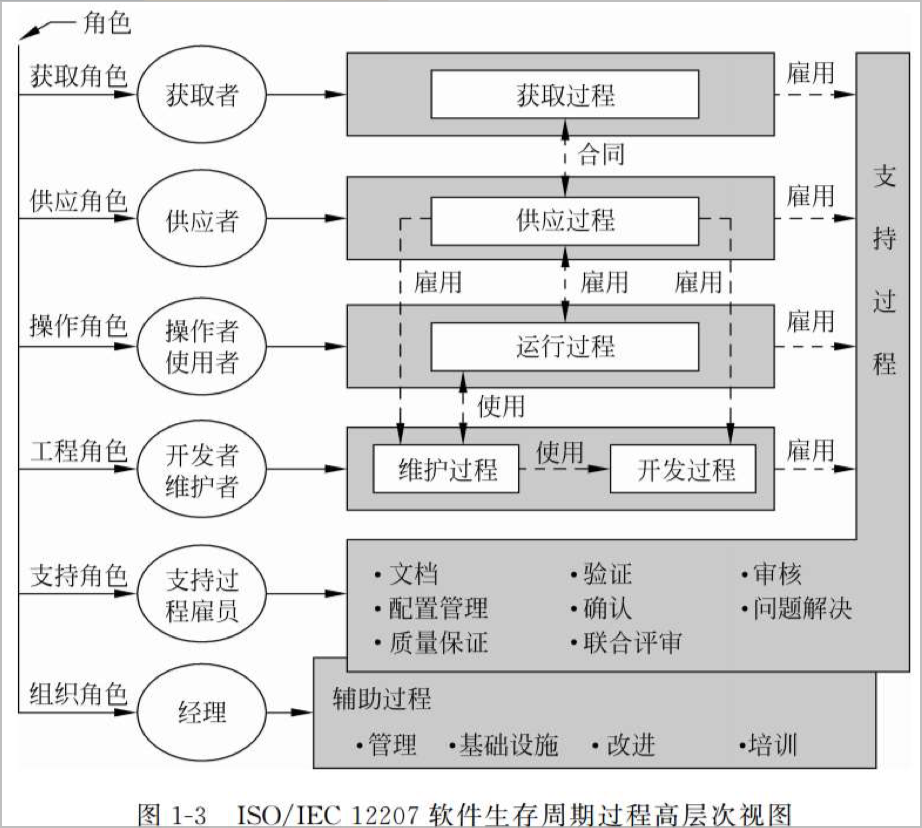 角色
获取角色
获取者
获取过程
雇用
合同
供应角色
供应者
供应过程
雇用
雇用
雇用
雇用
操作角色
操作者
使用者
运行过程
雇用
使用
工程角色
开发者
维护者
维护过程
使用
开发过程
雇用
支持过程
支持角色
支持过
程雇员
•文档
•验证
•审核
•配置管理
•确认
•问题解决
•质量保证
•联合评审
组织角色
经理
辅助过程
•管理
•基础设施
•改进
•培训
图 1-3 ISO/IEC 12207 软件生存周期过程高层次视图